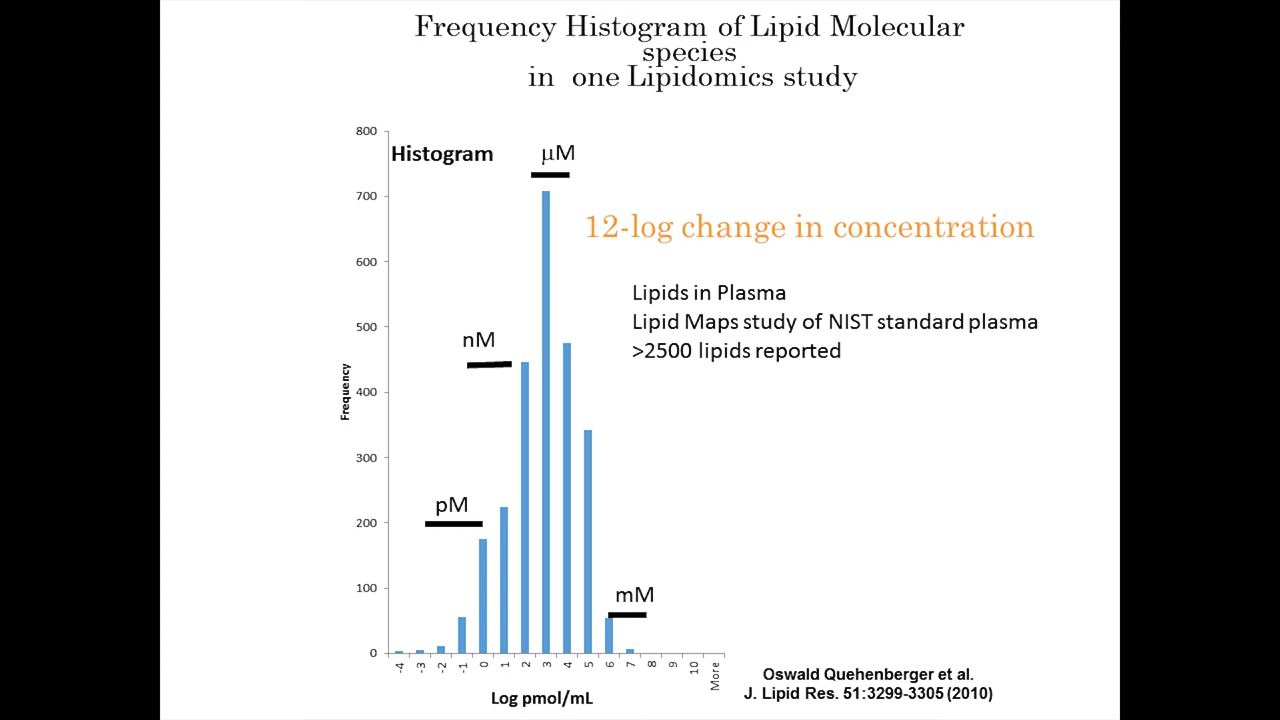 Frequency Histogram of Lipid Molecular
species
in one Lipidomics study
Histogram
µM
12-log change in concentration
Lipids in Plasma
Lipid Maps study of NIST standard plasma
>2500 lipids reported
nM
pM
mM
Frequency
800
700
600
500
400
300
200
100
0
-4 -3 -2 -1 0 1 2 3 4 5 6 7 8 9 10 More
Log pmol/mL
Oswald Quehenberger et al.
J. Lipid Res. 51:3299-3305 (2010)